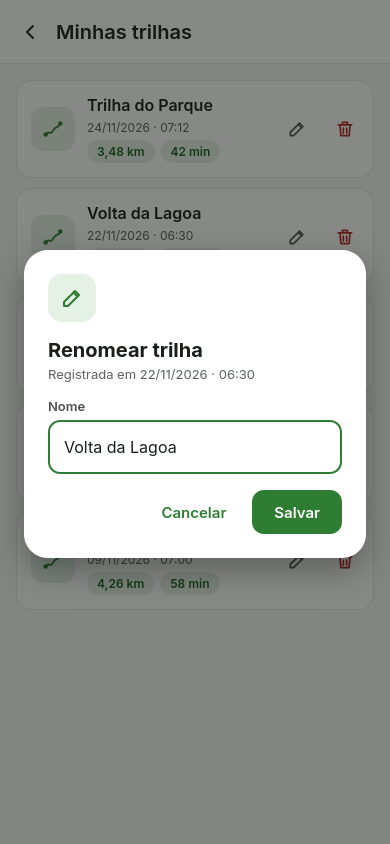 Minhas trilhas
Trilha do Parque
24/11/2026 · 07:12
3,48 km 42 min
Volta da Lagoa
22/11/2026 · 06:30
Renomear trilha
Registrada em 22/11/2026 · 06:30
Nome
Volta da Lagoa
Cancelar Salvar
09/11/2026 · 07:00
4,26 km 58 min